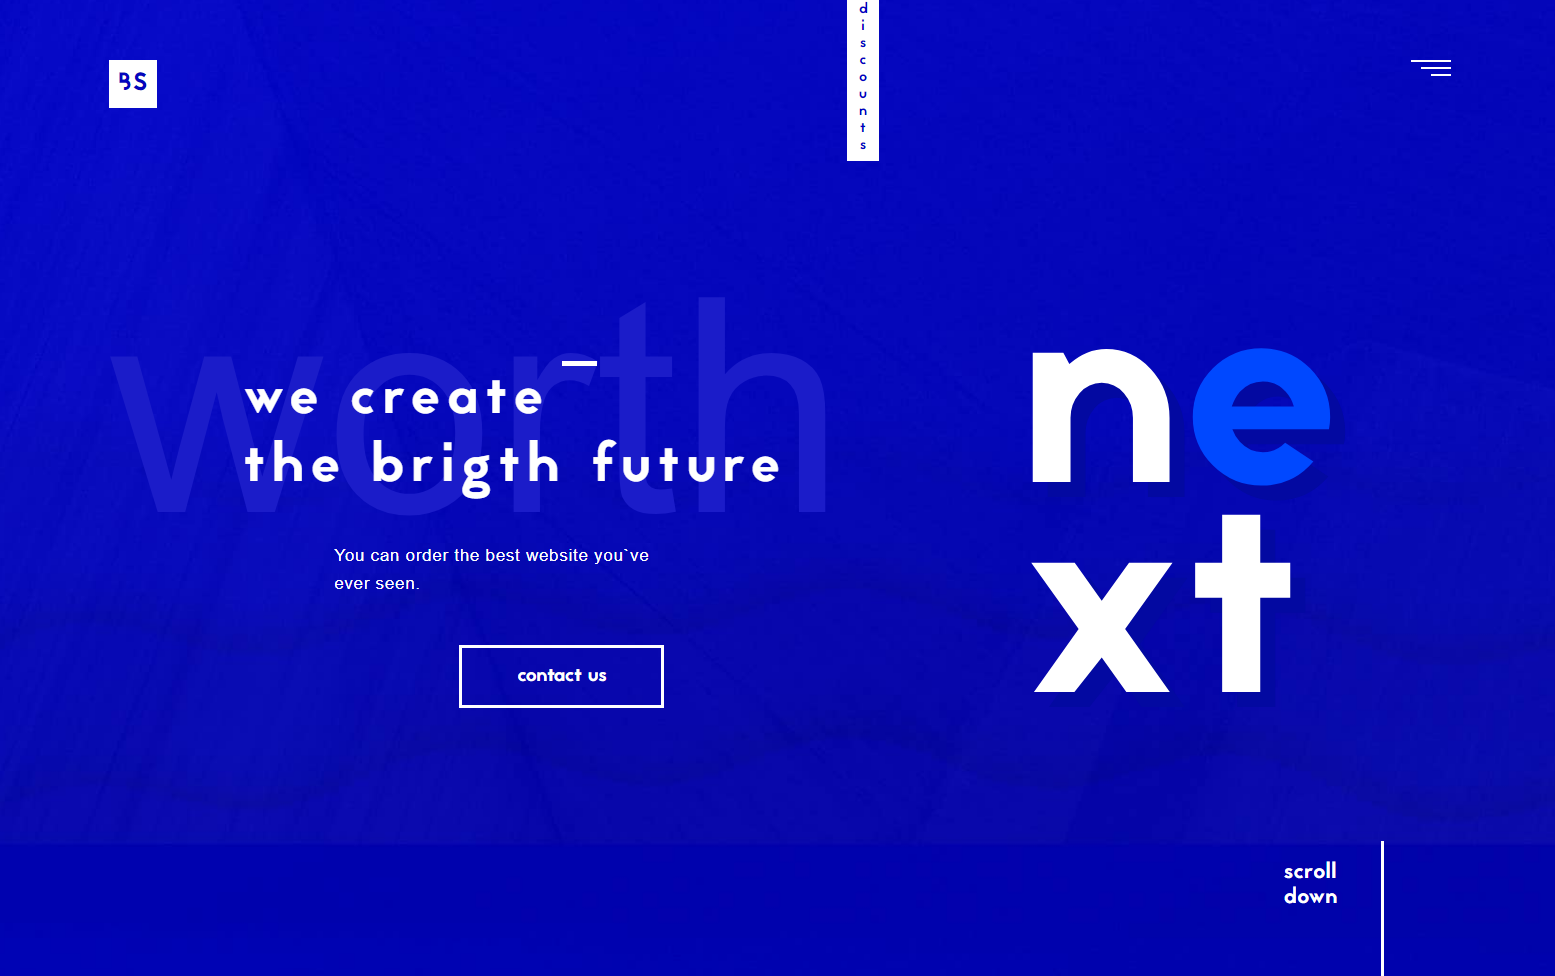 discounts
BS
worth
we create
the brigth future
You can order the best website you`ve
ever seen.
contact us
ne
xt
scroll
down